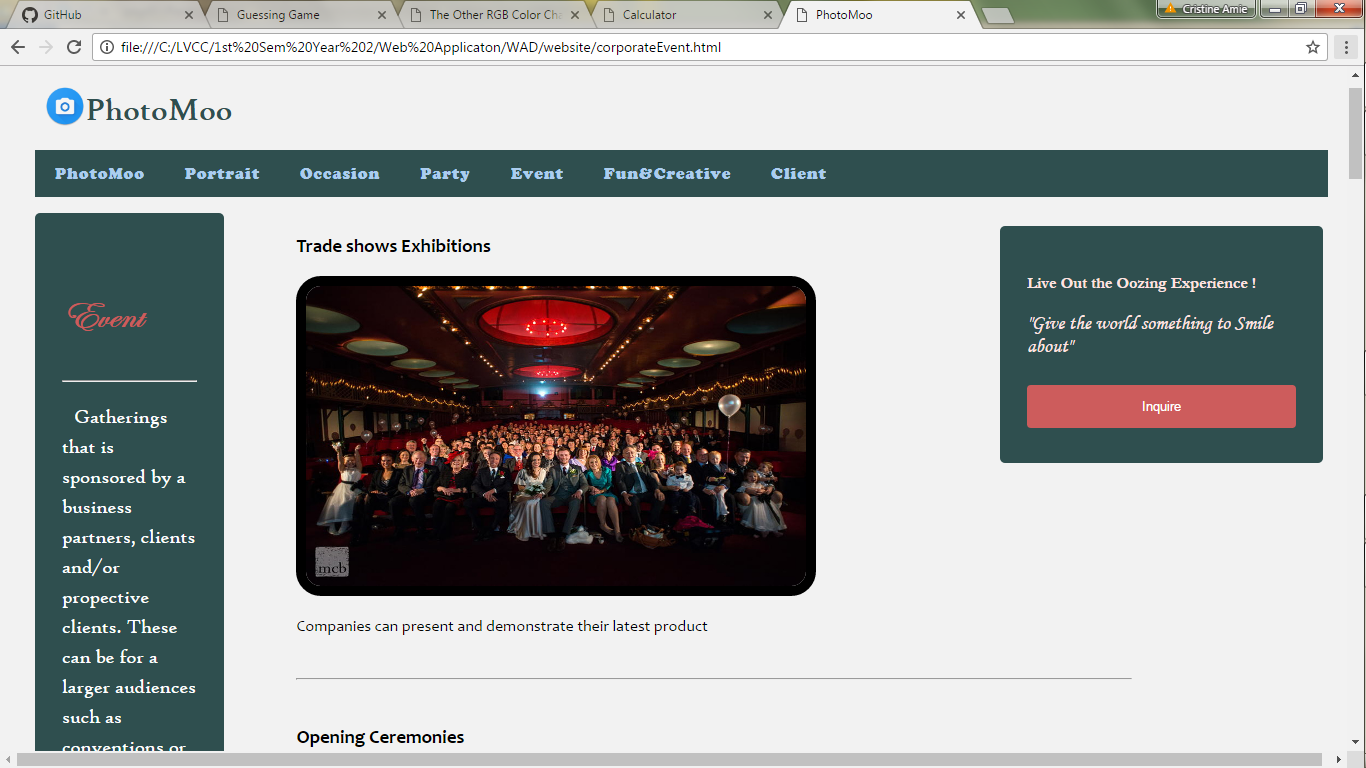 GitHub
Guessing Game
The Other RGB Color Cha
Calculator
PhotoMoo
Cristine Amie
file:///C:/LVCC/1st%20Sem%20Year%202/Web%20Applicaton/WAD/website/corporateEvent.html
PhotoMoo
PhotoMoo Portrait Occasion Party Event Fun&Creative Client
Event
Gatherings
that is
sponsored by a
business
partners, clients
and/or
propective
clients. These
can be for a
larger audiences
such as
conventions or
Trade shows Exhibitions
mcb
Companies can present and demonstrate their latest product
Opening Ceremonies
Live Out the Oozing Experience !
"Give the world something to Smile
about"
Inquire